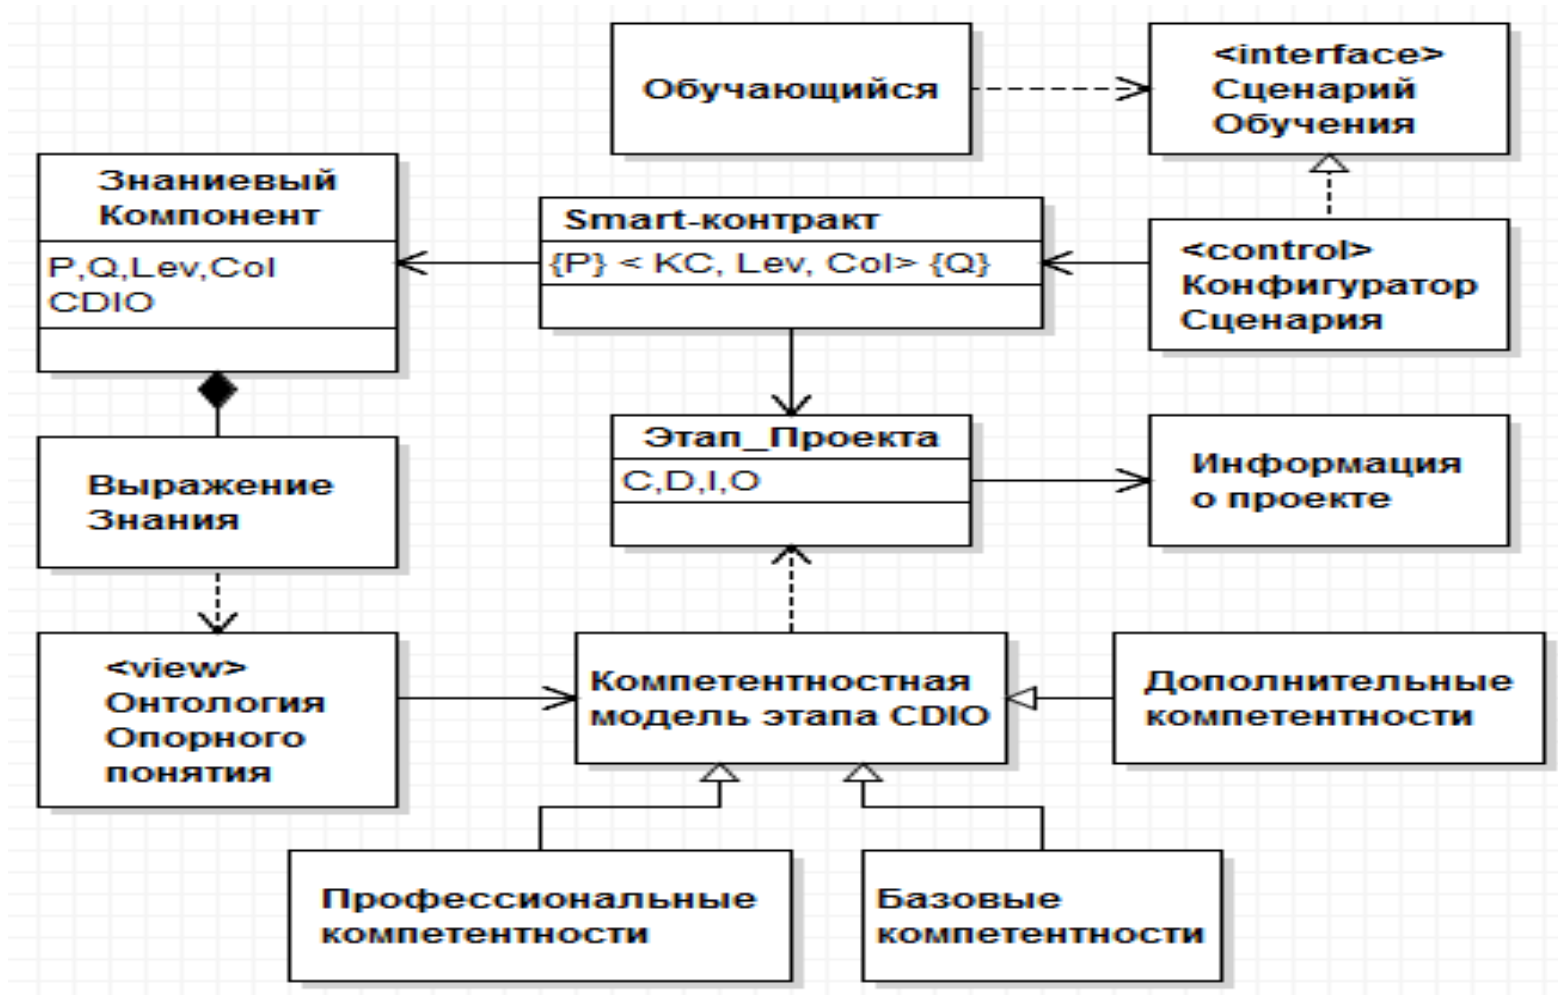 Обучающийся
<interface>
Сценарий
Обучения
Знаниевый
Компонент
P,Q,Lev,Col
CDIO
Smart-контракт
{P} < KC, Lev, Col> {Q}
<control>
Конфигуратор
Сценария
Этап_Проекта
C,D,I,O
Информация
о проекте
Выражение
Знания
<view>
Онтология
Опорного
понятия
Компетентностная
модель этапа CDIO
Дополнительные
компетентности
Профессиональные
компетентности
Базовые
компетентности